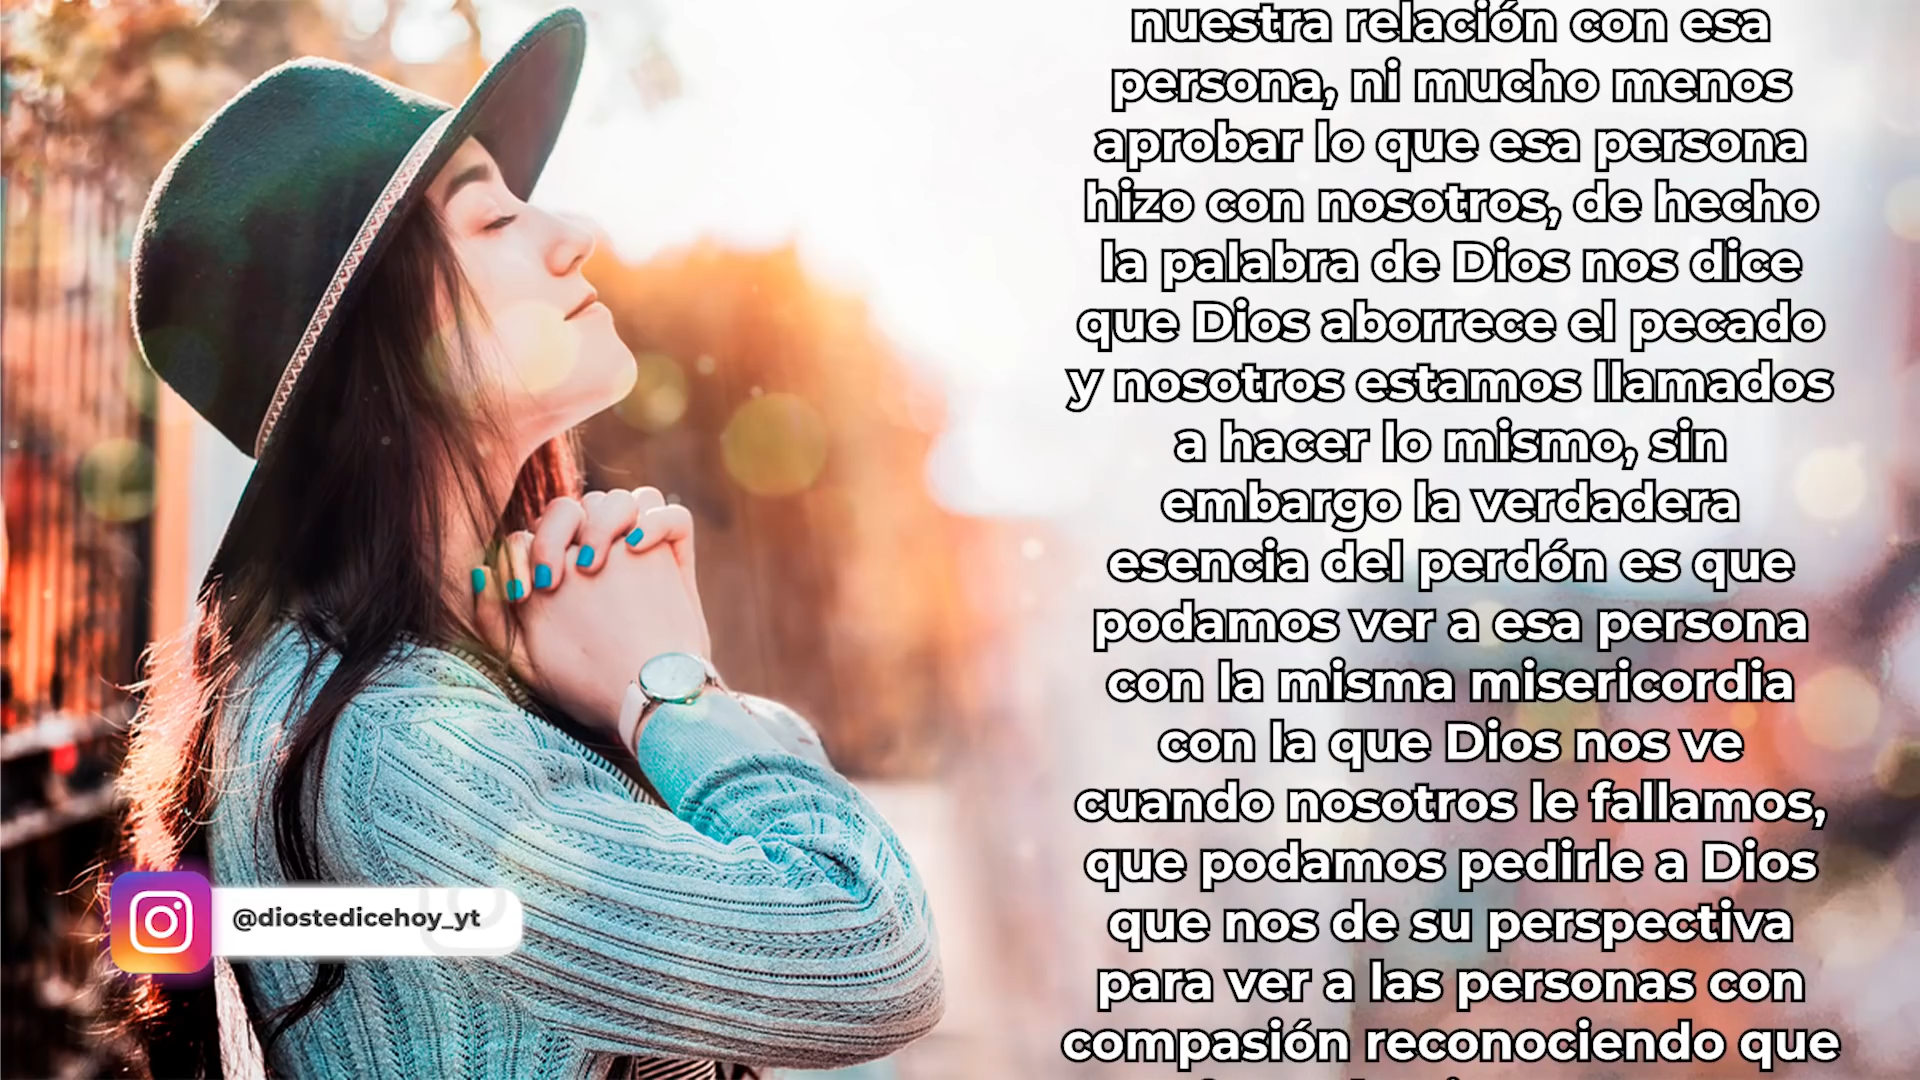 nuestra relación con esa
persona, ni mucho menos
aprobar lo que esa persona
hizo con nosotros, de hecho
la palabra de Dios nos dice
que Dios aborrece el pecado
y nosotros estamos llamados
a hacer lo mismo, sin
embargo la verdadera
esencia del perdón es que
podamos ver a esa persona
con la misma misericordia
con la que Dios nos ve
cuando nosotros le fallamos,
que podamos pedirle a Dios
que nos de su perspectiva
para ver a las personas con
compasión reconociendo que
@diostedicehoy_yt